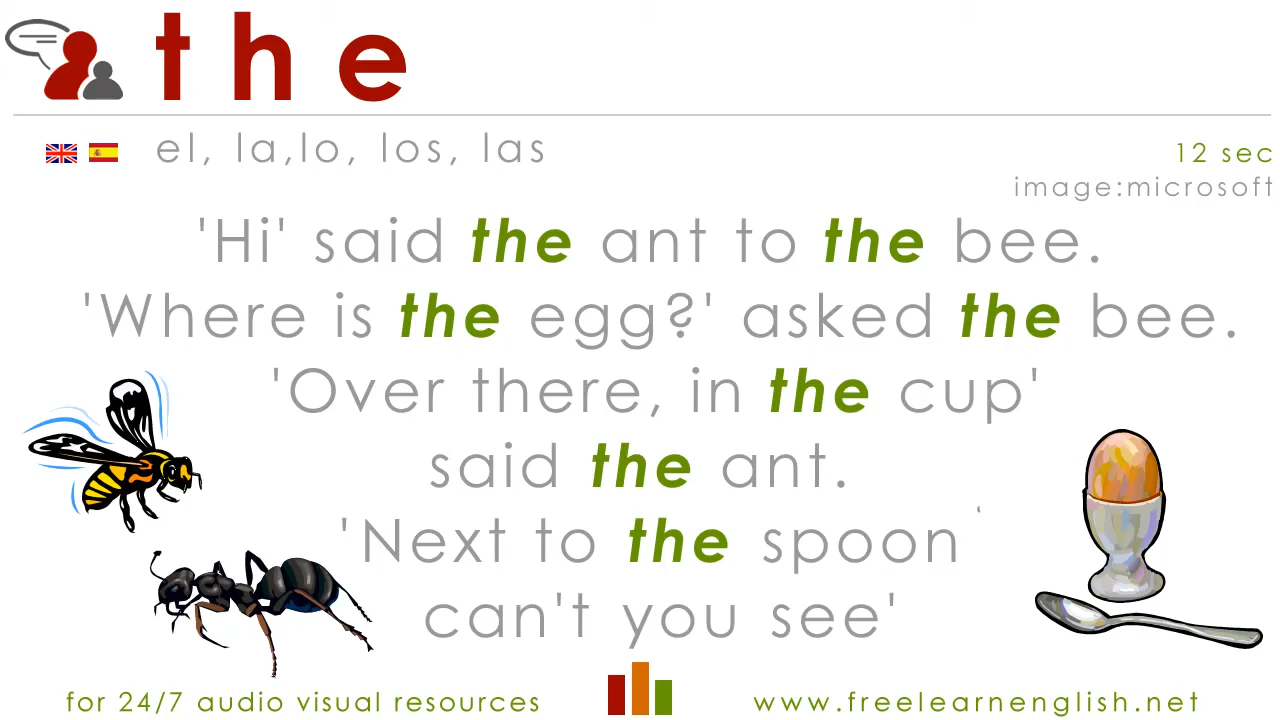 the
el, la,lo, los, las
12 sec
image:microsoft
'Hi' said the ant to the bee.
'Where is the egg?' asked the bee.
'Over there, in the cup'
said the ant.
'Next to the spoon '
can't you see'
for 24/7 audio visual resources
www.freelearnenglish.net